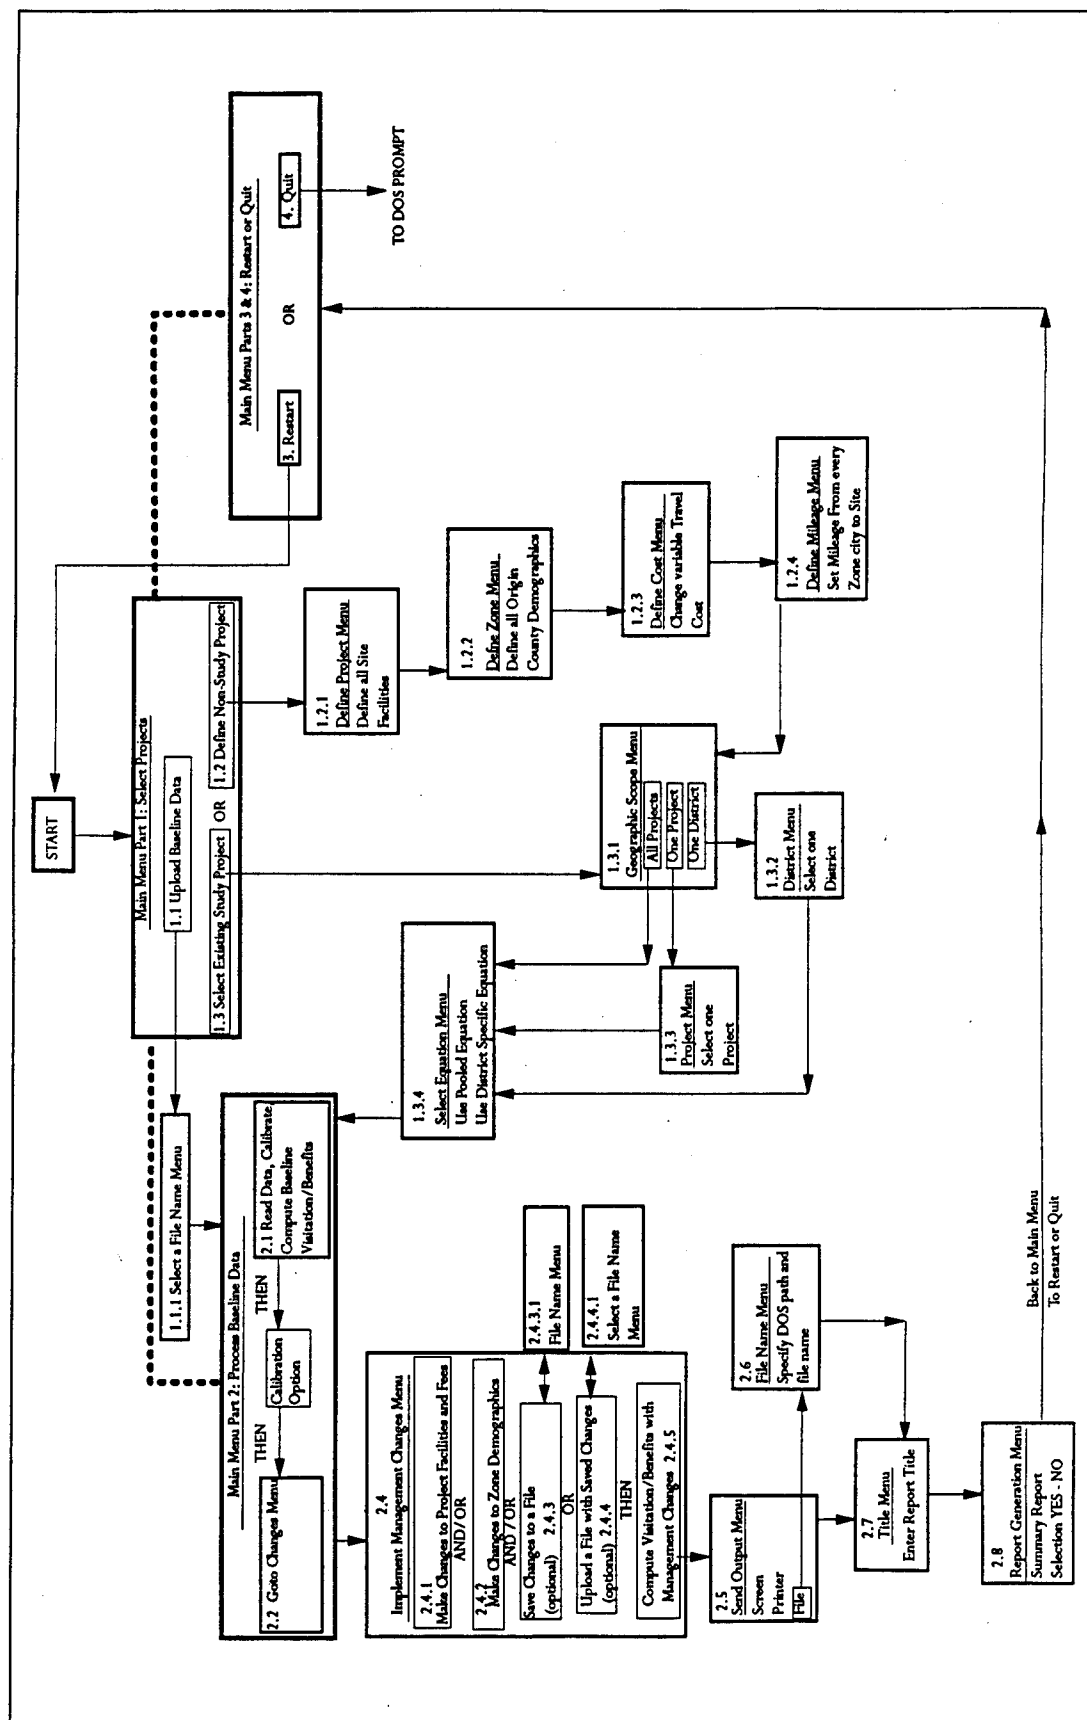 START
Main Menu Part 1: Select Projects
1.1 Upload Baseline Data
1.3 Select Existing Study Project
OR
1.2 Define Non-Study Project
Main Menu Parts 3 & 4: Restart or Quit
3. Restart
OR
4. Quit
TO DOS PROMPT
1.1.1 Select a File Name Menu
Main Menu Part 2: Process Baseline Data
2.2 Goto Changes Menu
THEN
Calibration
Option
THEN
2.1 Read Data, Calibrate,
Compute Baseline
Visitation/Benefits
1.2.1
Define Project Menu
Define all Site
Facilities
1.2.2
Define Zone Menu
Define all Origin
County Demographics
1.2.3
Define Cost Menu
Change variable Travel
Cost
1.2.4
Define Mileage Menu
Set Mileage From every
Zone city to Site
1.3.1
Geographic Scope Menu
All Projects
One Project
One District
1.3.2
District Menu
Select one
District
1.3.3
Project Menu
Select one
Project
1.3.4
Select Equation Menu
Use Pooled Equation
Use District Specific Equation
2.4
Implement Management Changes Menu
2.4.1
Make Changes to Project Facilities and Fees
AND/OR
2.4.2
Make Changes to Zone Demographics
AND/OR
Save Changes to a File
(optional) 2.4.3
OR
Upload a File with Saved Changes
(optional) 2.4.4
THEN
Compute Visitation/Benefits with
Management Changes 2.4.5
2.4.3.1
File Name Menu
2.4.4.1
Select a File Name
Menu
2.5
Send Output Menu
Screen
Printer
File
2.6
File Name Menu
Specify DOS path and
file name
2.7
Title Menu
Enter Report Title
2.8
Report Generation Menu
Summary Report
Selection YES - NO
Back to Main Menu
To Restart or Quit